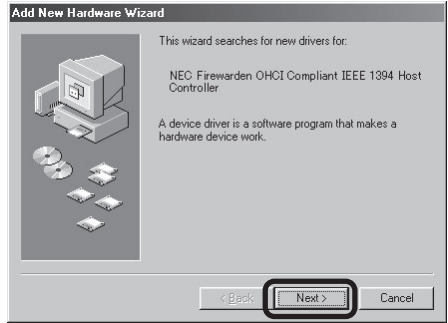 Add New Hardware Wizard
This wizard searches for new drivers for:
NEC Firewarden OHCI Compliant IEEE 1394 Host
Controller
A device driver is a software program that makes a
hardware device work.
< Back
Next >
Cancel